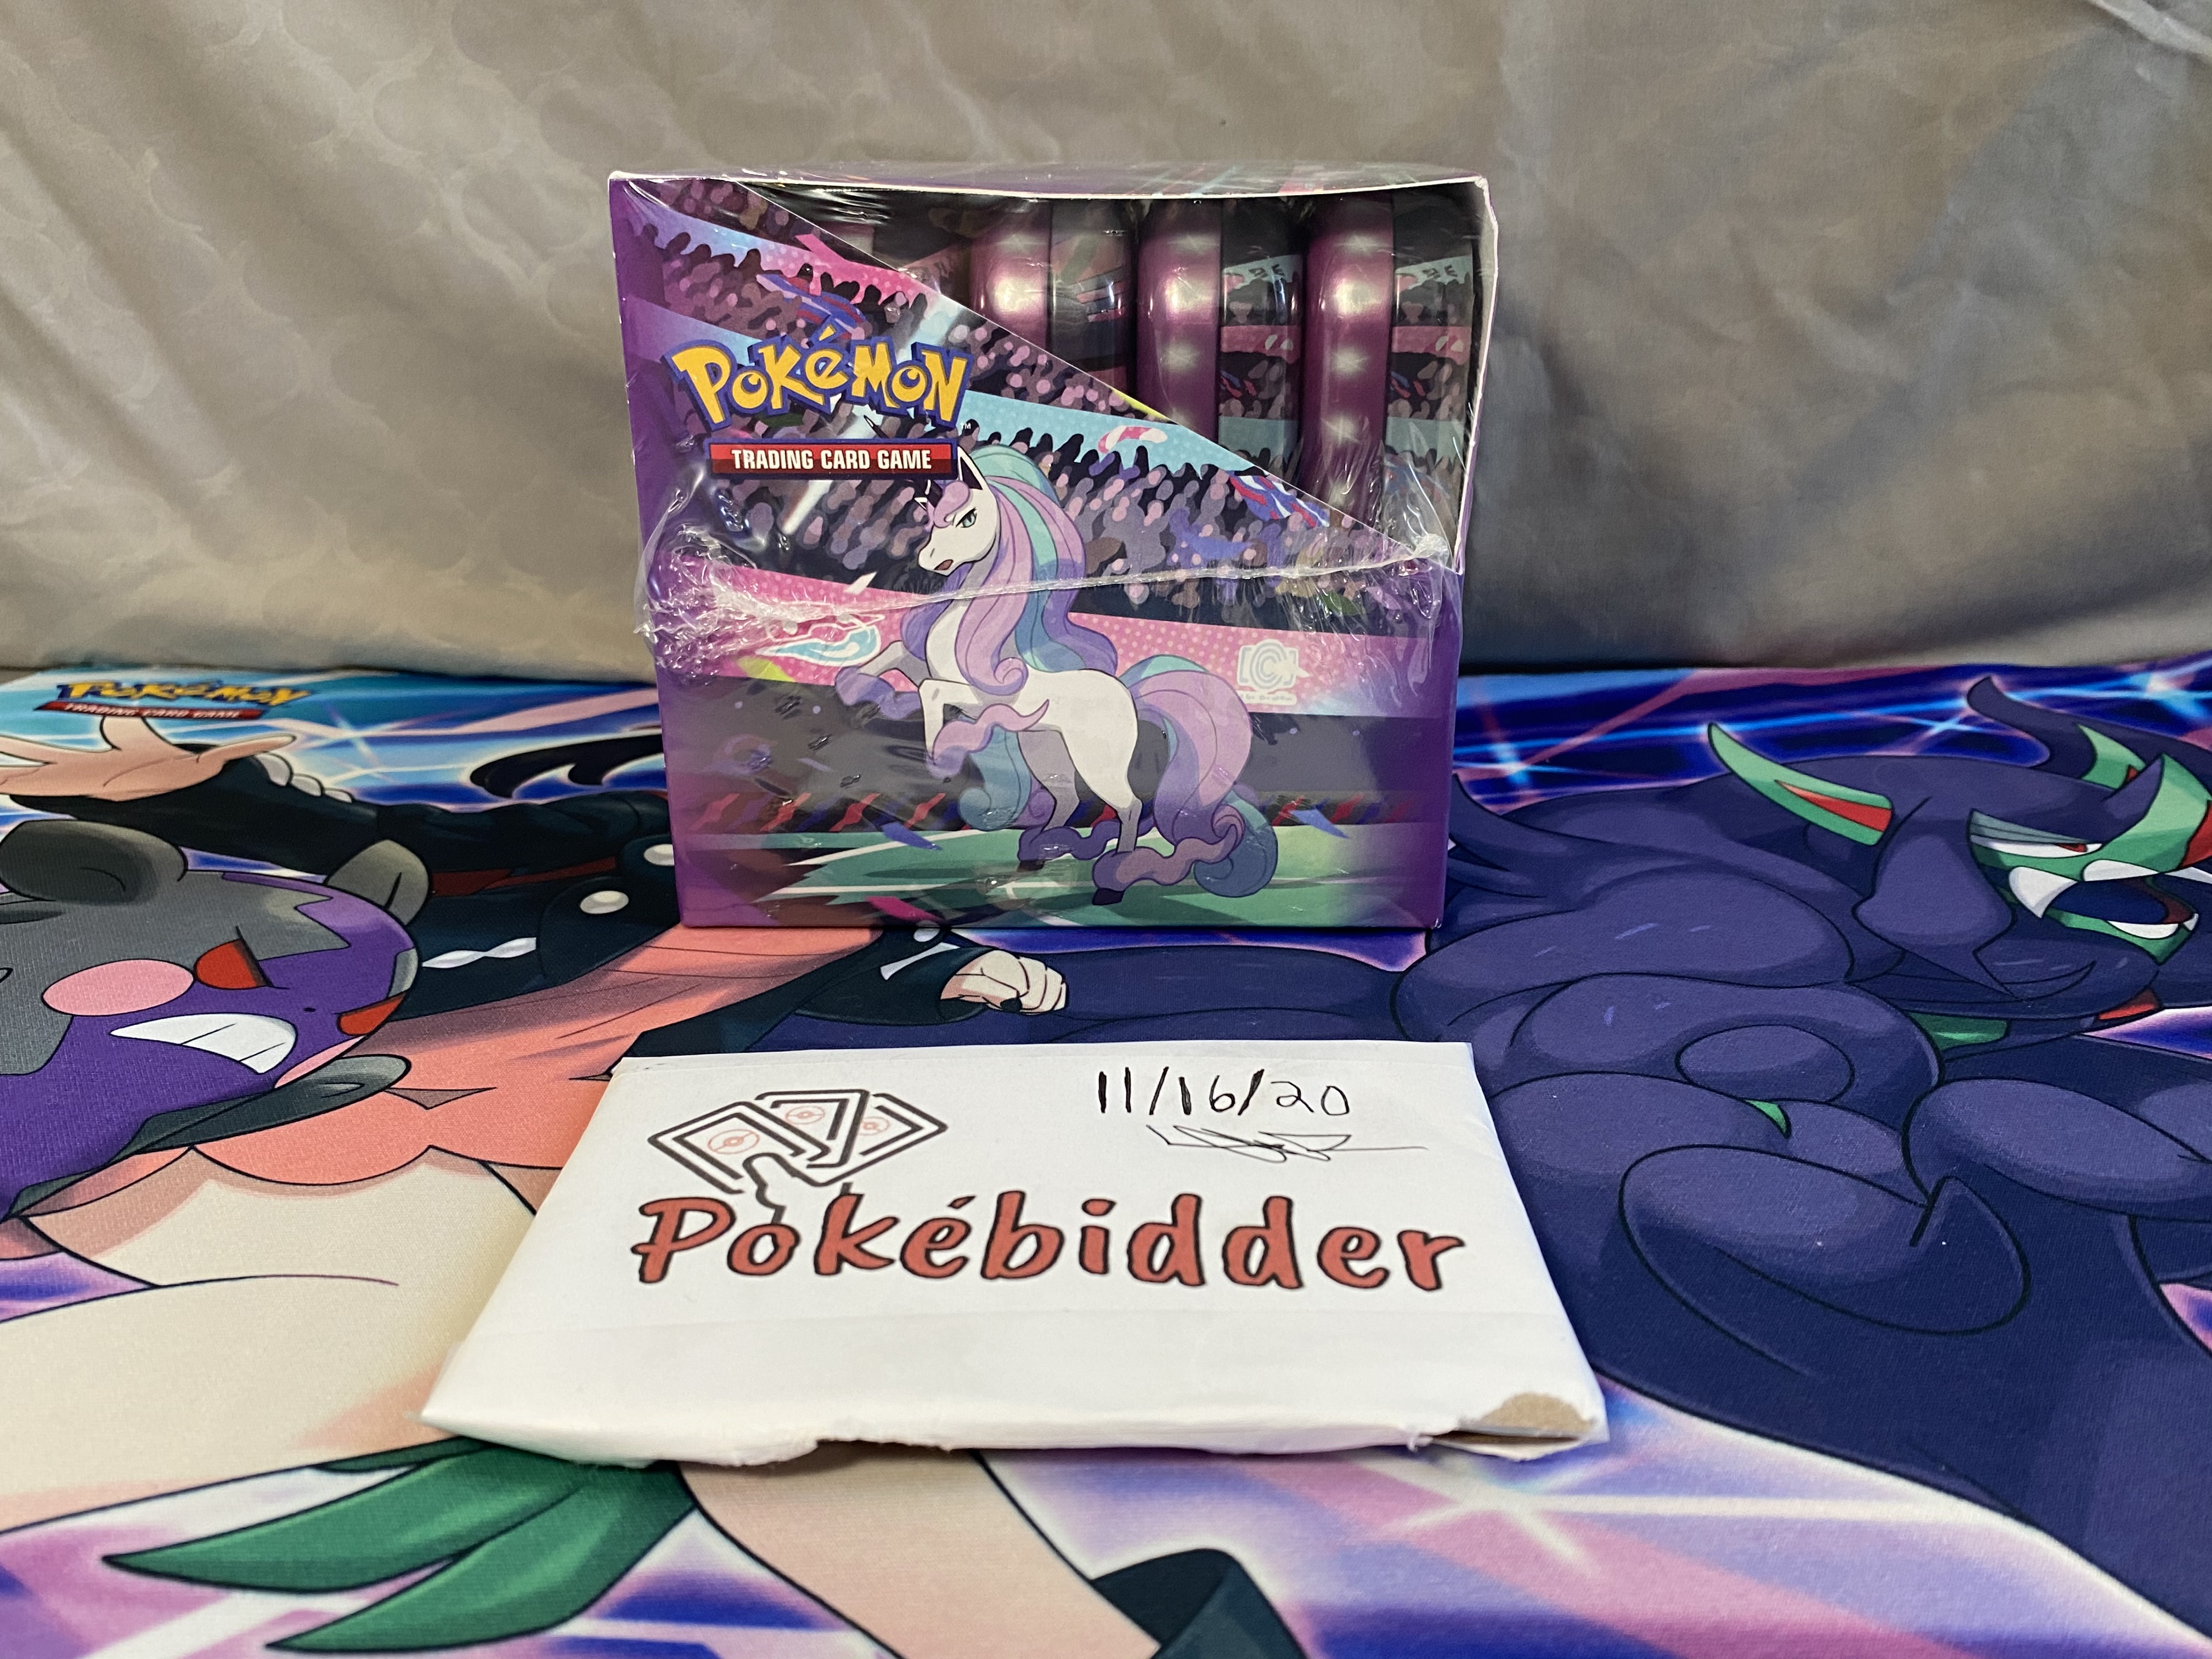 POKéMON
TRADING CARD GAME
POKéMON
TRADING CARD GAME
11/16/20
Pokébidder